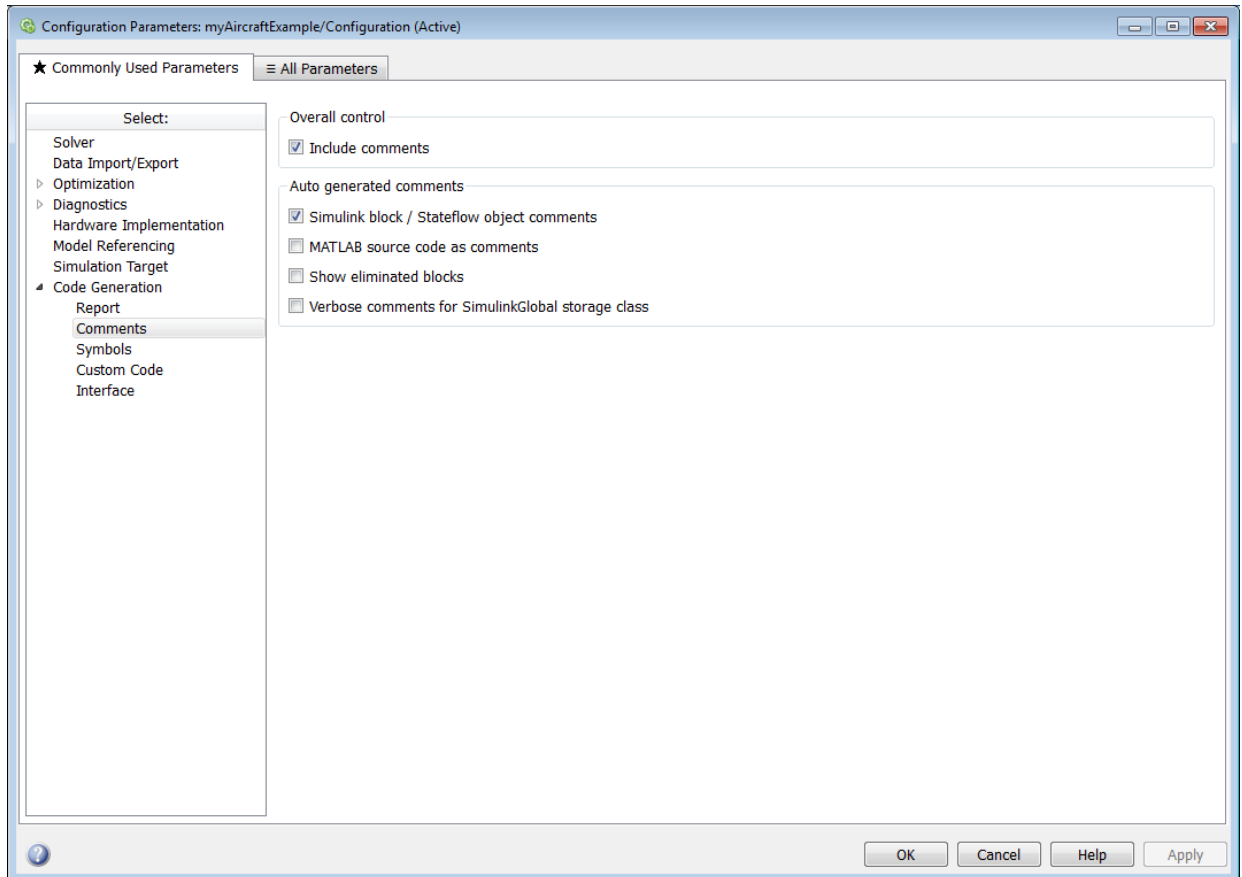 Configuration Parameters: myAircraftExample/Configuration (Active)
★ Commonly Used Parameters
≡ All Parameters
Select:
Solver
Data Import/Export
Optimization
Diagnostics
Hardware Implementation
Model Referencing
Simulation Target
Code Generation
Report
Comments
Symbols
Custom Code
Interface
Overall control
Include comments
Auto generated comments
Simulink block / Stateflow object comments
MATLAB source code as comments
Show eliminated blocks
Verbose comments for SimulinkGlobal storage class
?
OK
Cancel
Help
Apply